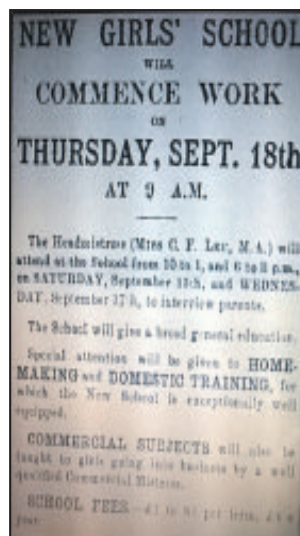 NEW GIRLS' SCHOOL
WILL
COMMENCE WORK
ON
THURSDAY, SEPT. 18th
AT 9 A.M.
The Headmistress (Miss C. F. M.A.) will
attend at the School from 10 to 1, and 6 to 8 p.m.,
on SATURDAY, September 13th, and WEDNES-
DAY, September 17th, to interview parents.
The School will give a broad general education.
Special attention will be given to HOME-
MAKING and DOMESTIC TRAINING, for
which the New School is exceptionally well
equipped.
COMMERCIAL SUBJECTS will also be
taught to girls going into business by a well
qualified Commercial Mistress.
SCHOOL FEES per term,
year.